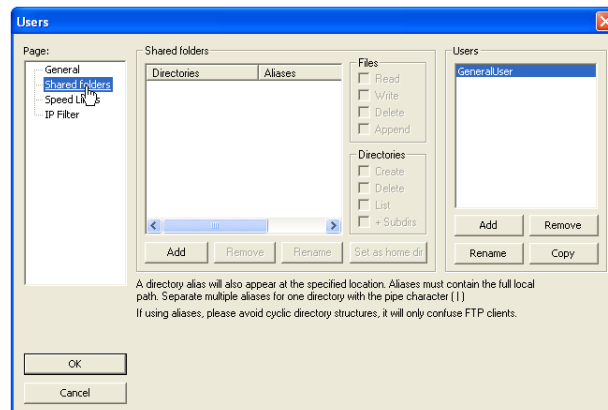 Users
Page:
General
Shared folders
Speed Li
IP Filter
Shared folders
Directories Aliases
Files
Read
Write
Delete
Append
Directories
Create
Delete
List
+ Subdirs
Add Remove Rename Set as home dir
Users
GeneralUser
Add Remove
Rename Copy
A directory alias will also appear at the specified location. Aliases must contain the full local
path. Separate multiple aliases for one directory with the pipe character ( | )
If using aliases, please avoid cyclic directory structures, it will only confuse FTP clients.
OK
Cancel